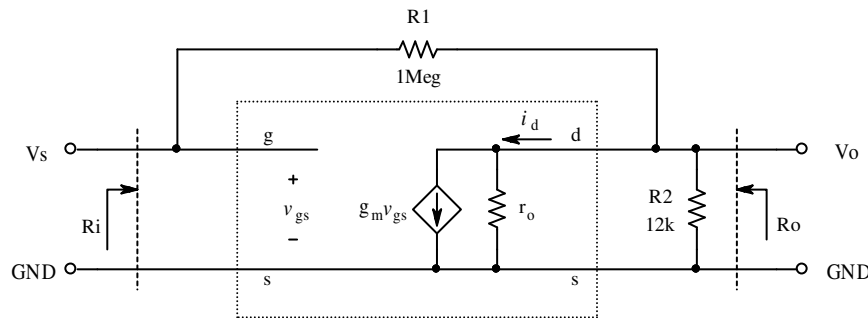 R1
1Meg
Vs
g
i_d
d
Vo
+
v_gs
−
g_m v_gs
r_o
R2
12k
Ri
Ro
GND
s
s
GND